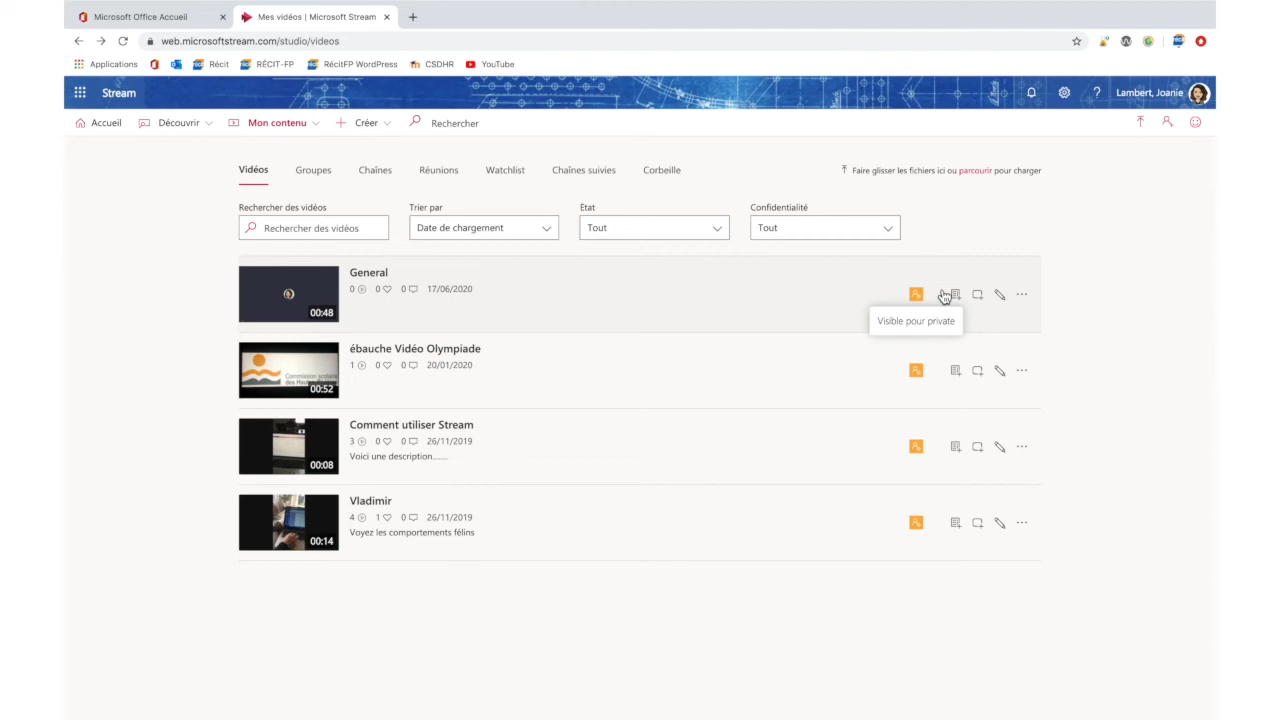 Microsoft Office Accueil
Mes vidéos | Microsoft Stream
web.microsoftstream.com/studio/videos
Applications
Récit
RÉCIT-FP
RécitFP WordPress
CSDHR
YouTube
Stream
Lambert, Joanie
Accueil
Découvrir
Mon contenu
Créer
Rechercher
Vidéos
Groupes
Chaînes
Réunions
Watchlist
Chaînes suivies
Corbeille
Faire glisser les fichiers ici ou parcourir pour charger
Rechercher des vidéos
Trier par
État
Confidentialité
Rechercher des vidéos
Date de chargement
Tout
Tout
General
0 0 0 17/06/2020
00:48
Visible pour private
ébauche Vidéo Olympiade
1 0 0 20/01/2020
Commission scolaire
00:52
Comment utiliser Stream
3 0 0 26/11/2019
Voici une description.......
00:08
Vladimir
4 1 0 26/11/2019
Voyez les comportements félins
00:14